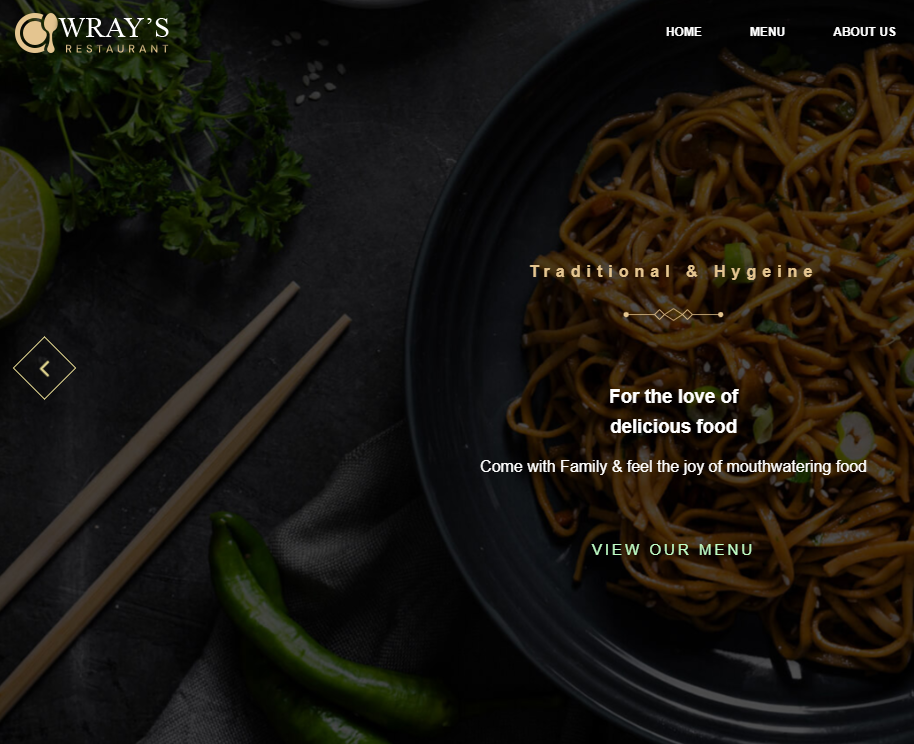 WRAY'S
RESTAURANT
HOME MENU ABOUT US
Traditional & Hygeine
For the love of
delicious food
Come with Family & feel the joy of mouthwatering food
VIEW OUR MENU